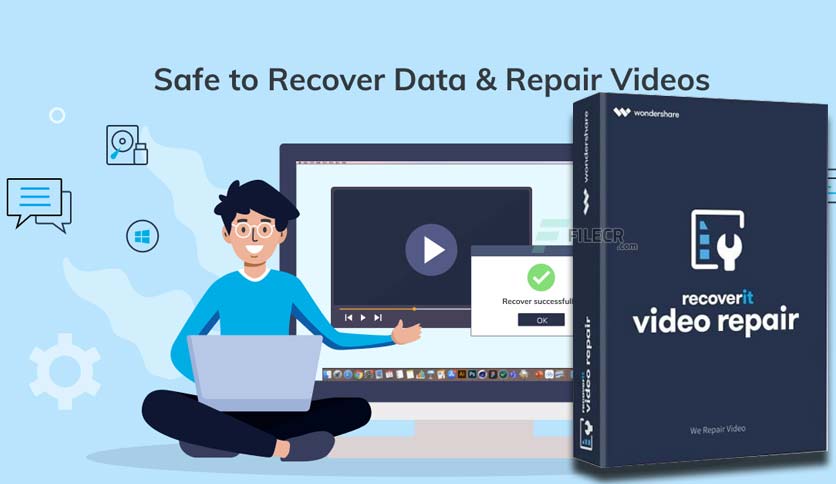 Safe to Recover Data & Repair Videos
wondershare
FILECR
.com
Recover successfull
OK
recoverit
video repair
We Repair Video
wondershare
recoverit
video repair